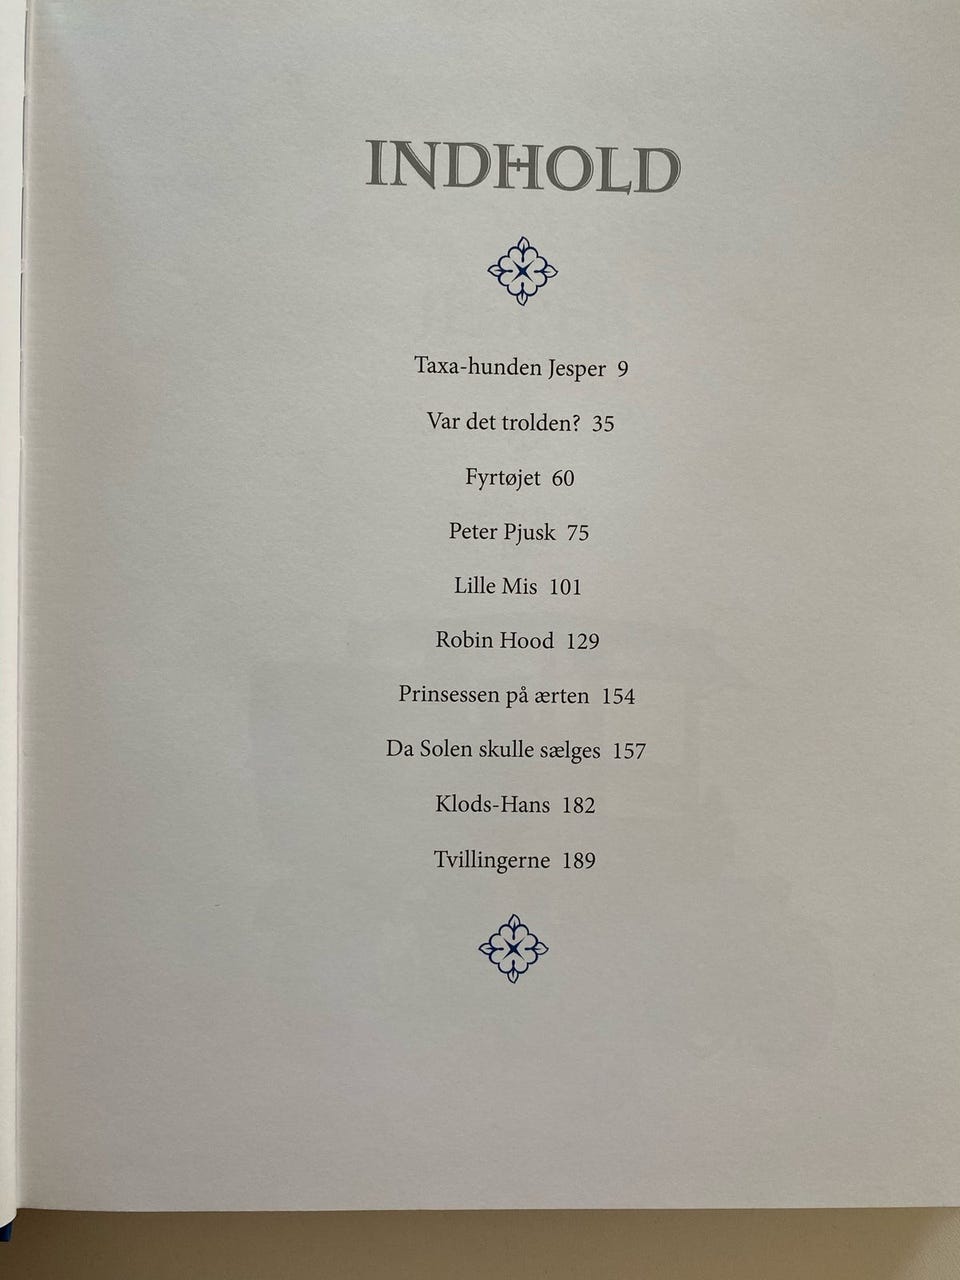 INDHOLD
Taxa-hunden Jesper 9
Var det trolden? 35
Fyrtøjet 60
Peter Pjusk 75
Lille Mis 101
Robin Hood 129
Prinsessen på ærten 154
Da Solen skulle sælges 157
Klods-Hans 182
Tvillingerne 189